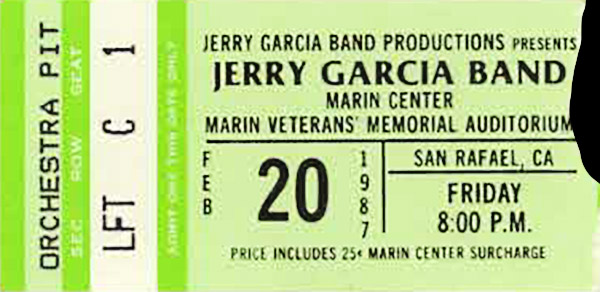 ORCHESTRA PIT
SEC ROW SEAT
LFT C 1
ADMIT ONE THIS DATE ONLY
JERRY GARCIA BAND PRODUCTIONS PRESENTS
JERRY GARCIA BAND
MARIN CENTER
MARIN VETERANS' MEMORIAL AUDITORIUM
FEB 20 1987
SAN RAFAEL, CA
FRIDAY
8:00 P.M.
PRICE INCLUDES 25¢ MARIN CENTER SURCHARGE